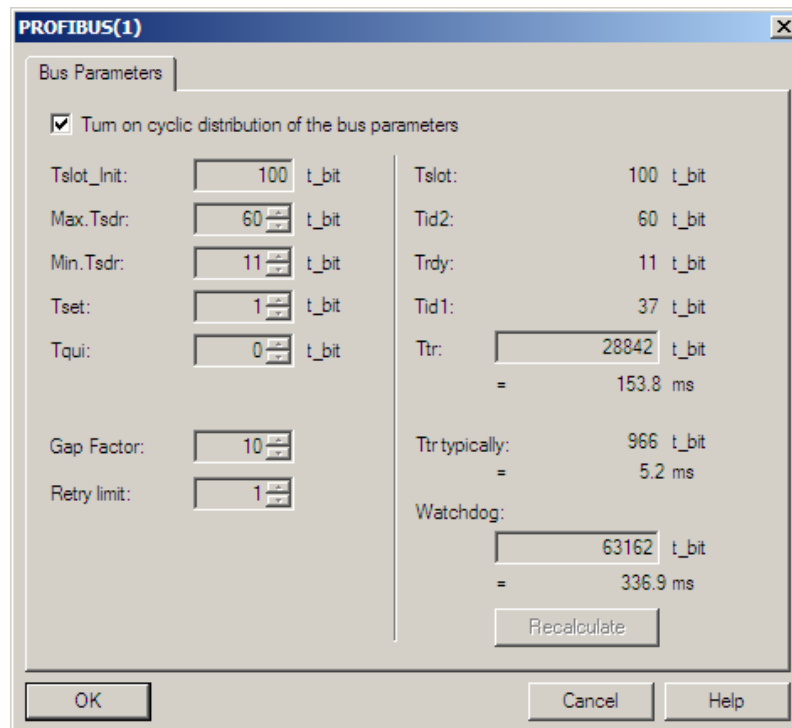 PROFIBUS(1)
Bus Parameters
Turn on cyclic distribution of the bus parameters
Tslot_Init: 100 t_bit
Max.Tsdr: 60 t_bit
Min.Tsdr: 11 t_bit
Tset: 1 t_bit
Tqui: 0 t_bit
Gap Factor: 10
Retry limit: 1
Tslot: 100 t_bit
Tid2: 60 t_bit
Trdy: 11 t_bit
Tid1: 37 t_bit
Ttr: 28842 t_bit
= 153.8 ms
Ttr typically: 966 t_bit
= 5.2 ms
Watchdog:
63162 t_bit
= 336.9 ms
Recalculate
OK Cancel Help